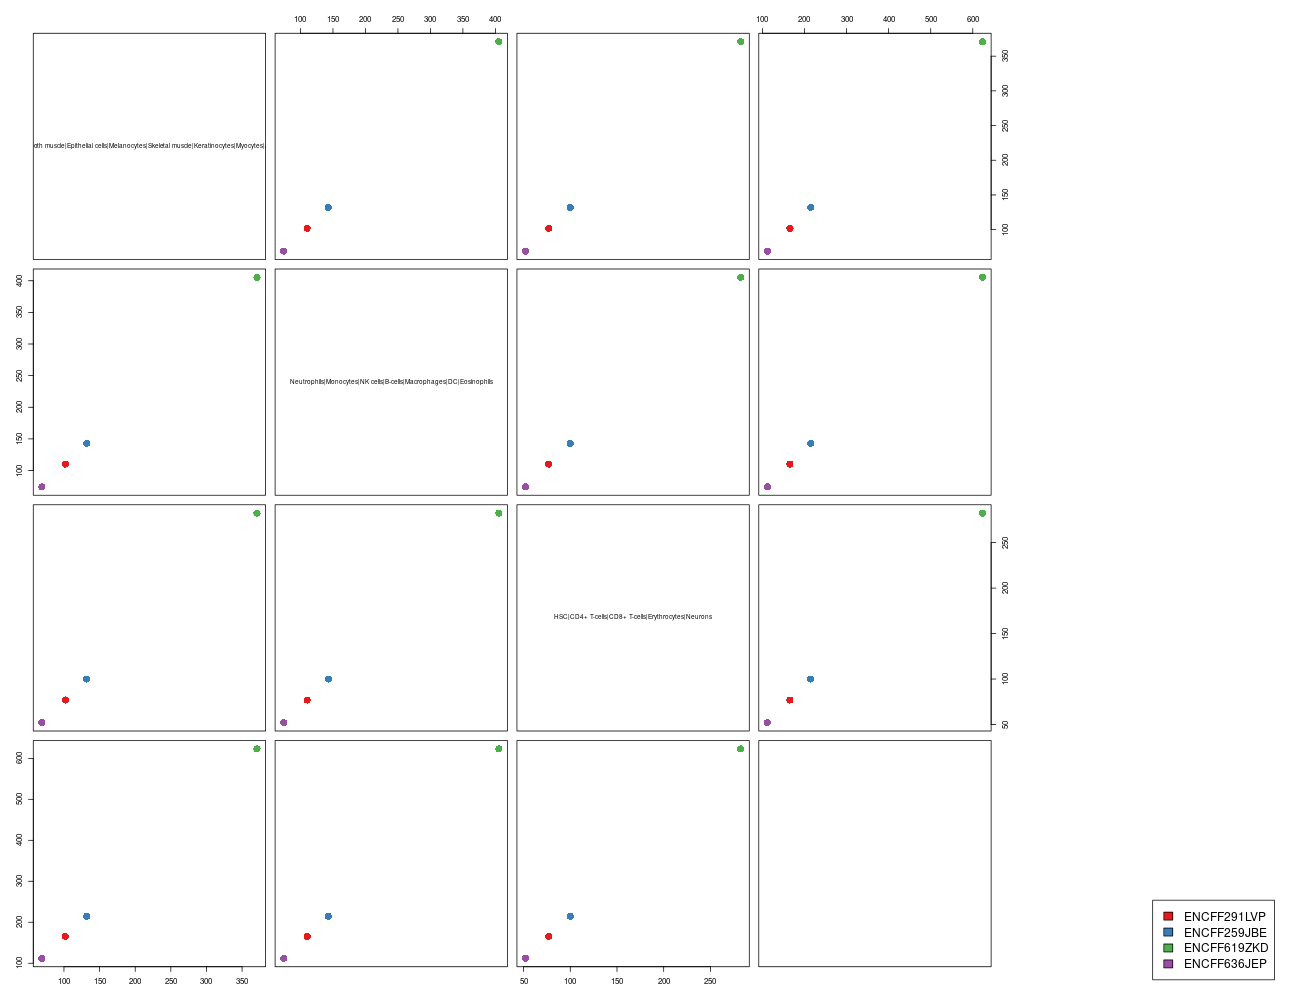 100 150 200 250 300 350 400
100 200 300 400 500 600
oth muscle|Epithelial cells|Melanocytes|Skeletal muscle|Keratinocytes|Myocytes|
350
300
250
200
150
100
400
350
300
250
200
150
100
Neutrophils|Monocytes|NK cells|B-cells|Macrophages|DC|Eosinophils
HSC|CD4+ T-cells|CD8+ T-cells|Erythrocytes|Neurons
250
200
150
100
50
600
500
400
300
200
100
100 150 200 250 300 350
50 100 150 200 250
ENCFF291LVP
ENCFF259JBE
ENCFF619ZKD
ENCFF636JEP